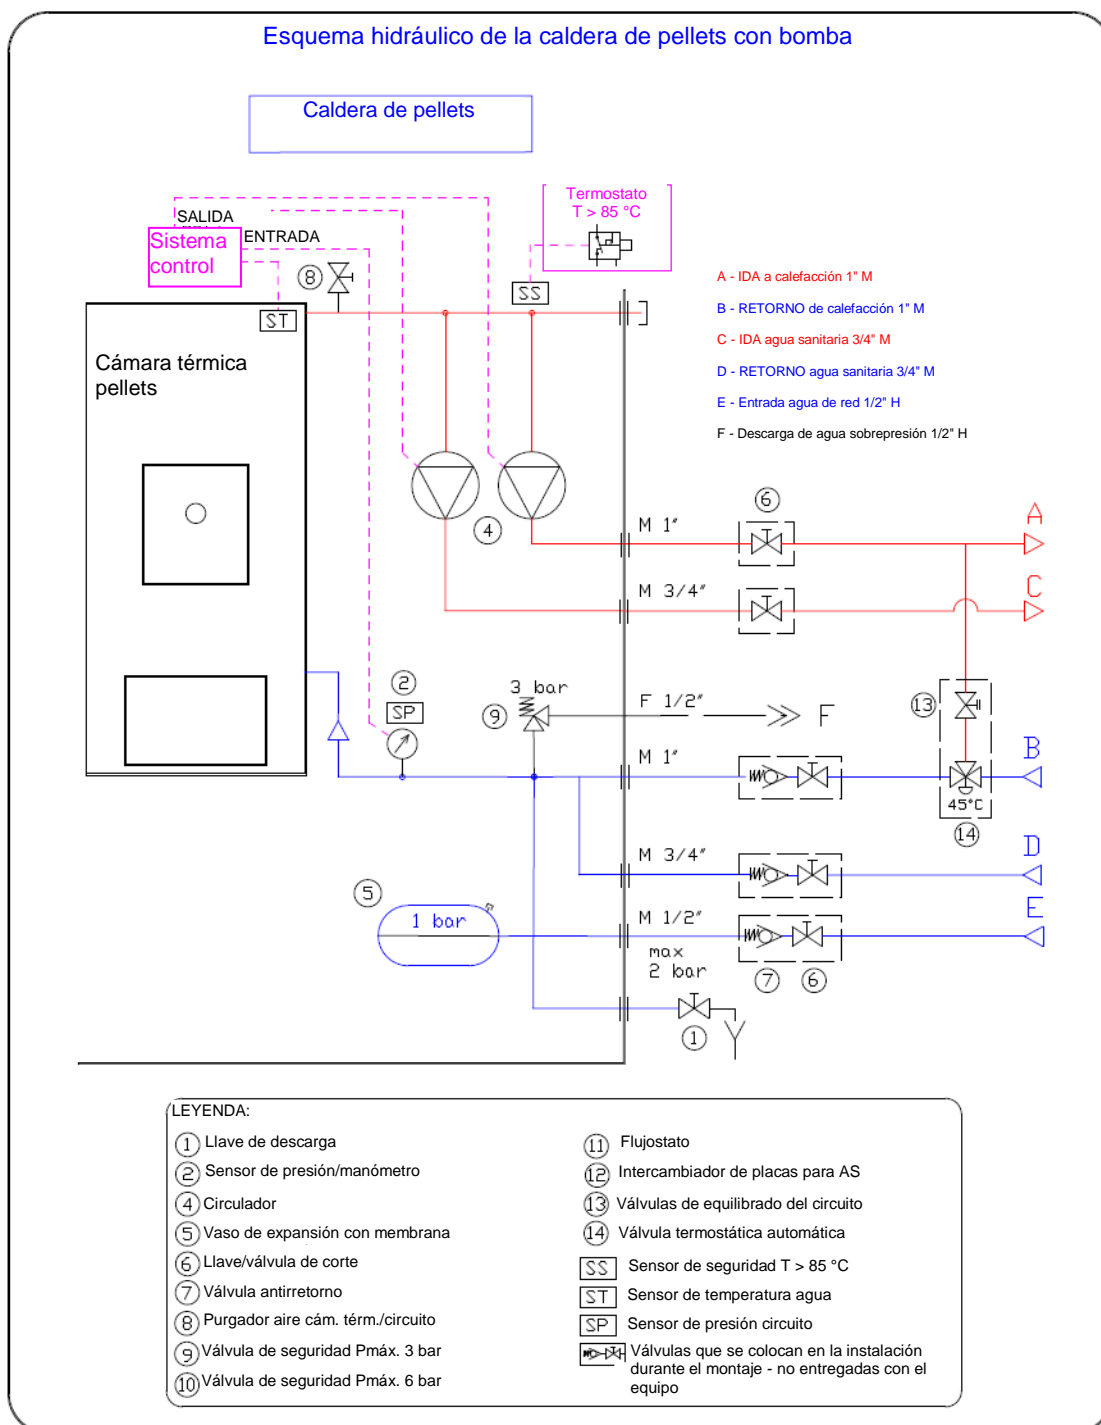 Esquema hidráulico de la caldera de pellets con bomba
Caldera de pellets
Termostato
T > 85 °C
SALIDA
Sistema
control
ENTRADA
8
SS
ST
A - IDA a calefacción 1" M
B - RETORNO de calefacción 1" M
C - IDA agua sanitaria 3/4" M
D - RETORNO agua sanitaria 3/4" M
E - Entrada agua de red 1/2" H
F - Descarga de agua sobrepresión 1/2" H
Cámara térmica
pellets
4
M 1"
6
A
M 3/4"
C
2
SP
3 bar
9
F 1/2"
F
13
M 1"
B
45°C
14
M 3/4"
D
5
1 bar
M 1/2"
E
max
2 bar
7
6
1
LEYENDA:
1 Llave de descarga
2 Sensor de presión/manómetro
4 Circulador
5 Vaso de expansión con membrana
6 Llave/válvula de corte
7 Válvula antirretorno
8 Purgador aire cám. térm./circuito
9 Válvula de seguridad Pmáx. 3 bar
10 Válvula de seguridad Pmáx. 6 bar
11 Flujostato
12 Intercambiador de placas para AS
13 Válvulas de equilibrado del circuito
14 Válvula termostática automática
SS Sensor de seguridad T > 85 °C
ST Sensor de temperatura agua
SP Sensor de presión circuito
Válvulas que se colocan en la instalación
durante el montaje - no entregadas con el
equipo